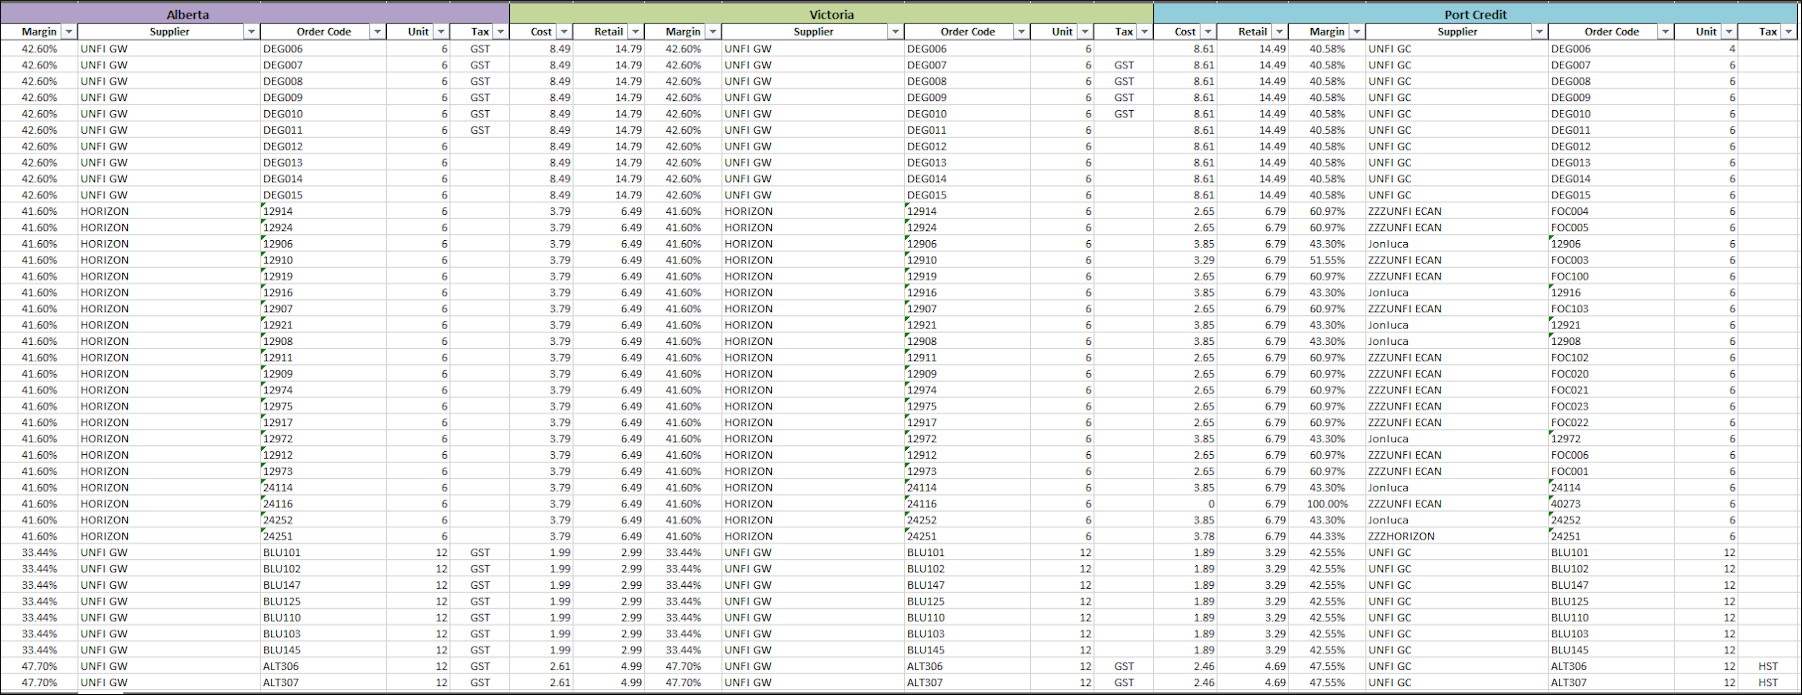 Alberta Victoria Port Credit
Margin Supplier Order Code Unit Tax Cost Retail Margin Supplier Order Code Unit Tax Cost Retail Margin Supplier Order Code Unit Tax
42.60% UNFI GW DEG006 6 GST 8.49 14.79 42.60% UNFI GW DEG006 6 8.61 14.49 40.58% UNFI GC DEG006 4
42.60% UNFI GW DEG007 6 GST 8.49 14.79 42.60% UNFI GW DEG007 6 GST 8.61 14.49 40.58% UNFI GC DEG007 6
42.60% UNFI GW DEG008 6 GST 8.49 14.79 42.60% UNFI GW DEG008 6 GST 8.61 14.49 40.58% UNFI GC DEG008 6
42.60% UNFI GW DEG009 6 GST 8.49 14.79 42.60% UNFI GW DEG009 6 GST 8.61 14.49 40.58% UNFI GC DEG009 6
42.60% UNFI GW DEG010 6 GST 8.49 14.79 42.60% UNFI GW DEG010 6 GST 8.61 14.49 40.58% UNFI GC DEG010 6
42.60% UNFI GW DEG011 6 GST 8.49 14.79 42.60% UNFI GW DEG011 6 8.61 14.49 40.58% UNFI GC DEG011 6
42.60% UNFI GW DEG012 6 8.49 14.79 42.60% UNFI GW DEG012 6 8.61 14.49 40.58% UNFI GC DEG012 6
42.60% UNFI GW DEG013 6 8.49 14.79 42.60% UNFI GW DEG013 6 8.61 14.49 40.58% UNFI GC DEG013 6
42.60% UNFI GW DEG014 6 8.49 14.79 42.60% UNFI GW DEG014 6 8.61 14.49 40.58% UNFI GC DEG014 6
42.60% UNFI GW DEG015 6 8.49 14.79 42.60% UNFI GW DEG015 6 8.61 14.49 40.58% UNFI GC DEG015 6
41.60% HORIZON 12914 6 3.79 6.49 41.60% HORIZON 12914 6 2.65 6.79 60.97% ZZZUNFI ECAN FOC004 6
41.60% HORIZON 12924 6 3.79 6.49 41.60% HORIZON 12924 6 2.65 6.79 60.97% ZZZUNFI ECAN FOC005 6
41.60% HORIZON 12906 6 3.79 6.49 41.60% HORIZON 12906 6 3.85 6.79 43.30% Jonluca 12906 6
41.60% HORIZON 12910 6 3.79 6.49 41.60% HORIZON 12910 6 3.29 6.79 51.55% ZZZUNFI ECAN FOC003 6
41.60% HORIZON 12919 6 3.79 6.49 41.60% HORIZON 12919 6 2.65 6.79 60.97% ZZZUNFI ECAN FOC100 6
41.60% HORIZON 12916 6 3.79 6.49 41.60% HORIZON 12916 6 3.85 6.79 43.30% Jonluca 12916 6
41.60% HORIZON 12907 6 3.79 6.49 41.60% HORIZON 12907 6 2.65 6.79 60.97% ZZZUNFI ECAN FOC103 6
41.60% HORIZON 12921 6 3.79 6.49 41.60% HORIZON 12921 6 3.85 6.79 43.30% Jonluca 12921 6
41.60% HORIZON 12908 6 3.79 6.49 41.60% HORIZON 12908 6 3.85 6.79 43.30% Jonluca 12908 6
41.60% HORIZON 12911 6 3.79 6.49 41.60% HORIZON 12911 6 2.65 6.79 60.97% ZZZUNFI ECAN FOC102 6
41.60% HORIZON 12909 6 3.79 6.49 41.60% HORIZON 12909 6 2.65 6.79 60.97% ZZZUNFI ECAN FOC020 6
41.60% HORIZON 12974 6 3.79 6.49 41.60% HORIZON 12974 6 2.65 6.79 60.97% ZZZUNFI ECAN FOC021 6
41.60% HORIZON 12975 6 3.79 6.49 41.60% HORIZON 12975 6 2.65 6.79 60.97% ZZZUNFI ECAN FOC023 6
41.60% HORIZON 12917 6 3.79 6.49 41.60% HORIZON 12917 6 2.65 6.79 60.97% ZZZUNFI ECAN FOC022 6
41.60% HORIZON 12972 6 3.79 6.49 41.60% HORIZON 12972 6 3.85 6.79 43.30% Jonluca 12972 6
41.60% HORIZON 12912 6 3.79 6.49 41.60% HORIZON 12912 6 2.65 6.79 60.97% ZZZUNFI ECAN FOC006 6
41.60% HORIZON 12973 6 3.79 6.49 41.60% HORIZON 12973 6 2.65 6.79 60.97% ZZZUNFI ECAN FOC001 6
41.60% HORIZON 24114 6 3.79 6.49 41.60% HORIZON 24114 6 3.85 6.79 43.30% Jonluca 24114 6
41.60% HORIZON 24116 6 3.79 6.49 41.60% HORIZON 24116 6 0 6.79 100.00% ZZZUNFI ECAN 40273 6
41.60% HORIZON 24252 6 3.79 6.49 41.60% HORIZON 24252 6 3.85 6.79 43.30% Jonluca 24252 6
41.60% HORIZON 24251 6 3.79 6.49 41.60% HORIZON 24251 6 3.78 6.79 44.33% ZZZHORIZON 24251 6
33.44% UNFI GW BLU101 12 GST 1.99 2.99 33.44% UNFI GW BLU101 12 1.89 3.29 42.55% UNFI GC BLU101 12
33.44% UNFI GW BLU102 12 GST 1.99 2.99 33.44% UNFI GW BLU102 12 1.89 3.29 42.55% UNFI GC BLU102 12
33.44% UNFI GW BLU147 12 GST 1.99 2.99 33.44% UNFI GW BLU147 12 1.89 3.29 42.55% UNFI GC BLU147 12
33.44% UNFI GW BLU125 12 GST 1.99 2.99 33.44% UNFI GW BLU125 12 1.89 3.29 42.55% UNFI GC BLU125 12
33.44% UNFI GW BLU110 12 GST 1.99 2.99 33.44% UNFI GW BLU110 12 1.89 3.29 42.55% UNFI GC BLU110 12
33.44% UNFI GW BLU103 12 GST 1.99 2.99 33.44% UNFI GW BLU103 12 1.89 3.29 42.55% UNFI GC BLU103 12
33.44% UNFI GW BLU145 12 GST 1.99 2.99 33.44% UNFI GW BLU145 12 1.89 3.29 42.55% UNFI GC BLU145 12
47.70% UNFI GW ALT306 12 GST 2.61 4.99 47.70% UNFI GW ALT306 12 GST 2.46 4.69 47.55% UNFI GC ALT306 12 HST
47.70% UNFI GW ALT307 12 GST 2.61 4.99 47.70% UNFI GW ALT307 12 GST 2.46 4.69 47.55% UNFI GC ALT307 12 HST